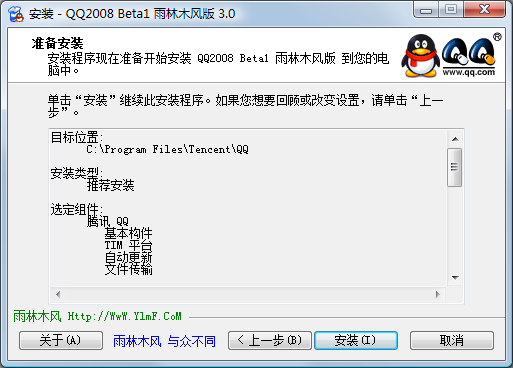 安装 - QQ2008 Beta1 雨林木风版 3.0
准备安装
安装程序现在准备开始安装 QQ2008 Beta1 雨林木风版 到您的电
脑中。
www.qq.com
单击“安装”继续此安装程序。如果您想要回顾或改变设置，请单击“上一
步”。
目标位置:
C:\Program Files\Tencent\QQ
安装类型:
推荐安装
选定组件:
腾讯 QQ
基本构件
TIM 平台
自动更新
文件传输
雨林木风 Http://WwW.YlmF.CoM
关于(A)
雨林木风 与众不同
< 上一步(B)
安装(I)
取消